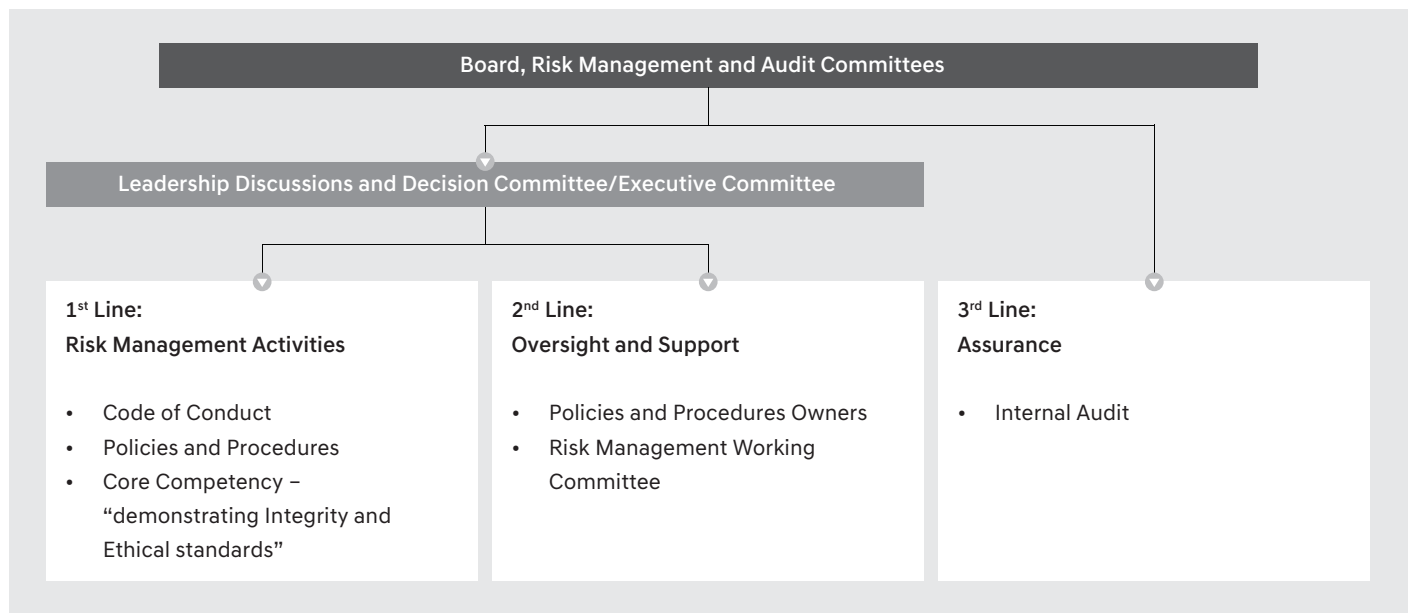 Board, Risk Management and Audit Committees
Leadership Discussions and Decision Committee/Executive Committee
1st Line:
Risk Management Activities
• Code of Conduct
• Policies and Procedures
• Core Competency –
“demonstrating Integrity and
Ethical standards”
2nd Line:
Oversight and Support
• Policies and Procedures Owners
• Risk Management Working
Committee
3rd Line:
Assurance
• Internal Audit